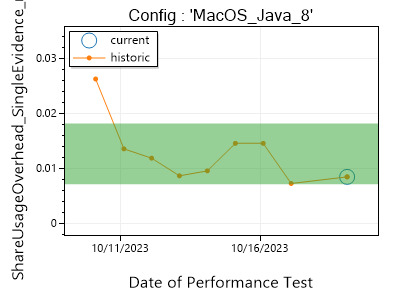 Config : 'MacOS_Java_8'
current
historic
0.03
0.02
0.01
0
10/11/2023
10/16/2023
Date of Performance Test
ShareUsageOverhead_SingleEvidence_